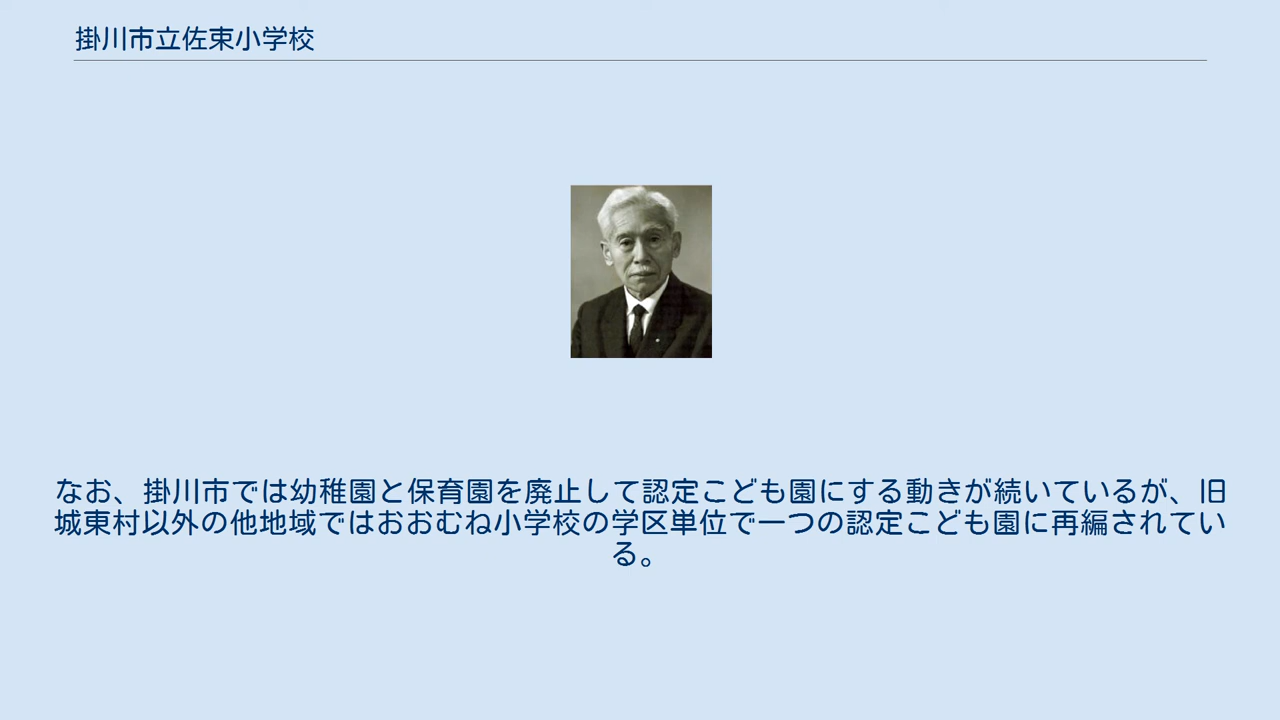 掛川市立佐束小学校
なお、掛川市では幼稚園と保育園を廃止して認定こども園にする動きが続いているが、旧
城東村以外の他地域ではおおむね小学校の学区単位で一つの認定こども園に再編されてい
る。